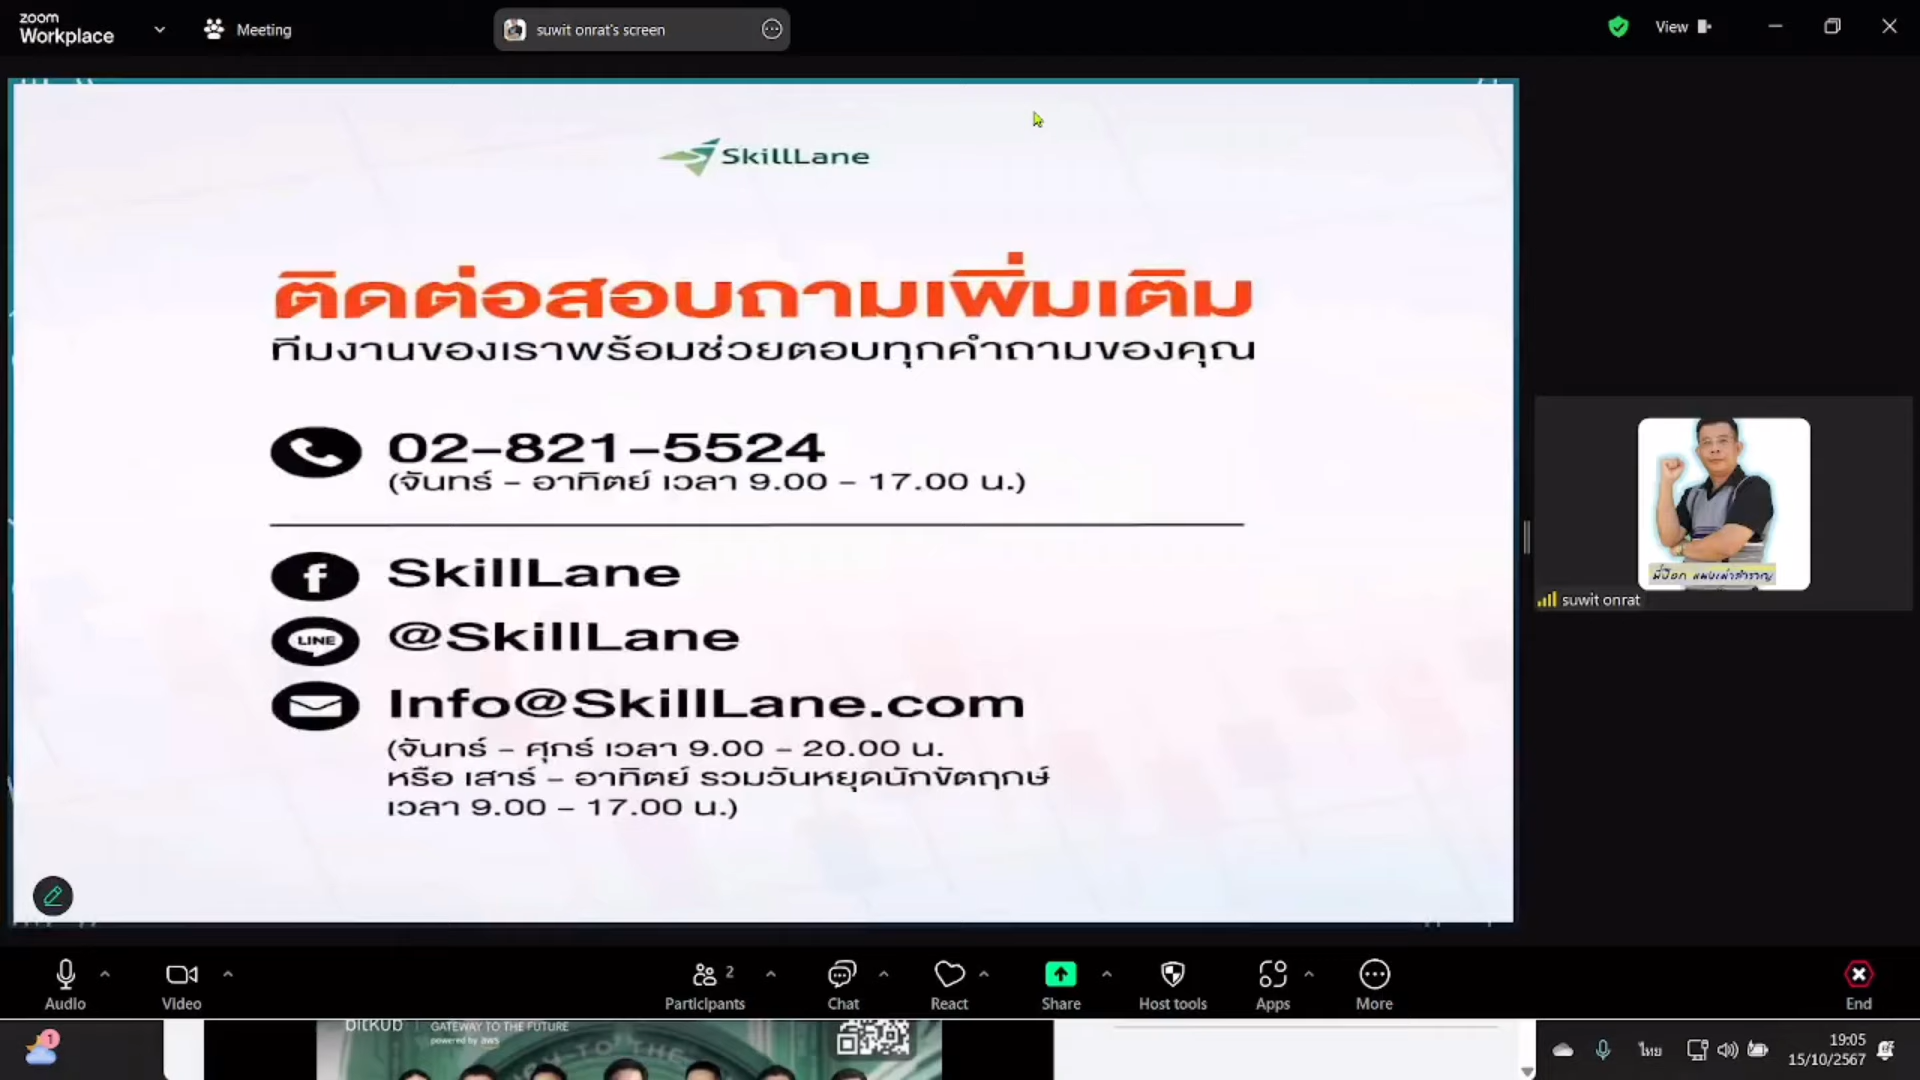 zoom
Workplace
Meeting
suwit onrat's screen
View
SkillLane
ติดต่อสอบถามเพิ่มเติม
ทีมงานของเราพร้อมช่วยตอบทุกคำถามของคุณ
02-821-5524
(จันทร์ - อาทิตย์ เวลา 9.00 - 17.00 น.)
f SkillLane
LINE @SkillLane
Info@SkillLane.com
(จันทร์ - ศุกร์ เวลา 9.00 - 20.00 น.
หรือ เสาร์ - อาทิตย์ รวมวันหยุดนักขัตฤกษ์
เวลา 9.00 - 17.00 น.)
suwit onrat
Audio
Video
Participants
2
Chat
React
Share
Host tools
Apps
More
End
1
bitkub
GATEWAY TO THE FUTURE
powered by aws
ไทย
19:05
15/10/2567